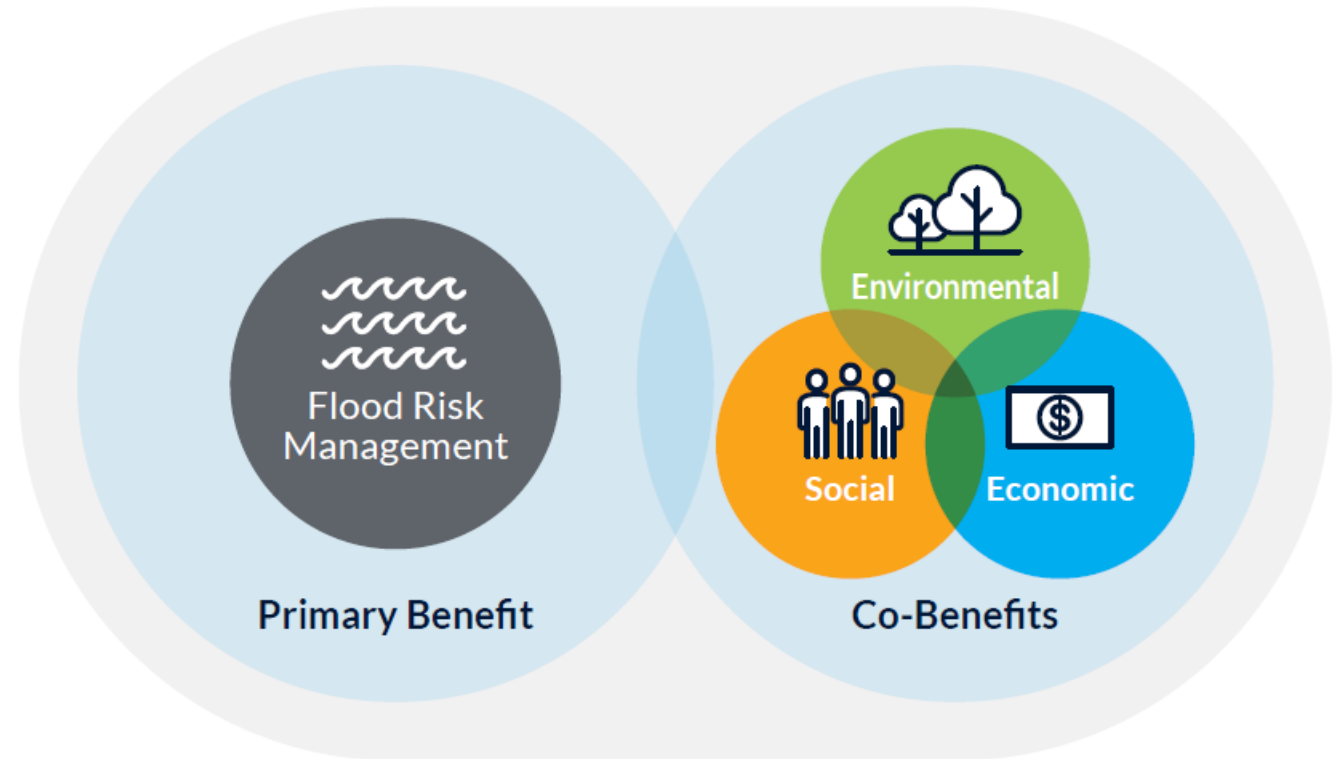 Flood Risk
Management
Primary Benefit
Environmental
Social
Economic
$
Co-Benefits